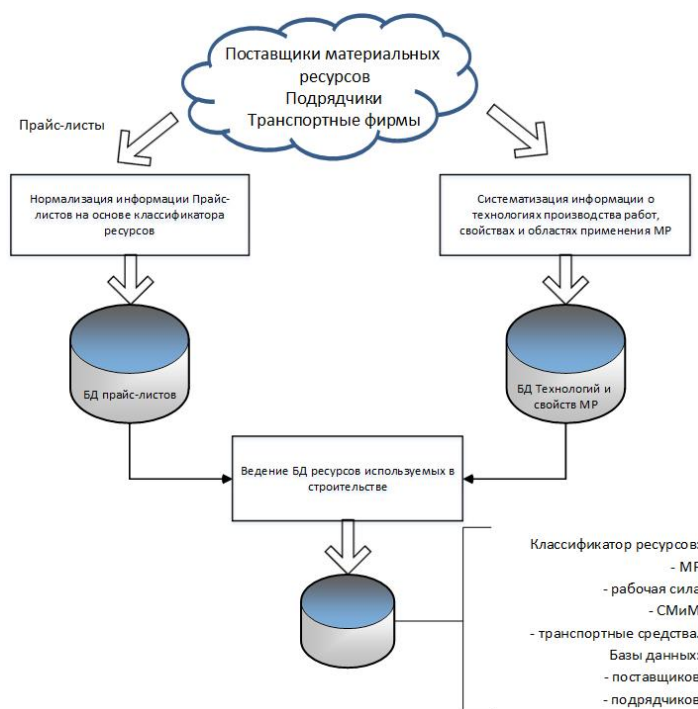 Поставщики материальных
ресурсов
Подрядчики
Транспортные фирмы
Прайс-листы
Нормализация информации Прайс-
листов на основе классификатора
ресурсов
Систематизация информации о
технологиях производства работ,
свойствах и областях применения МР
БД прайс-листов
БД Технологий и
свойств МР
Ведение БД ресурсов используемых в
строительстве
Классификатор ресурсов:
- МР
- рабочая сила
- СМиМ
- транспортные средства.
Базы данных:
- поставщиков
- подрядчиков